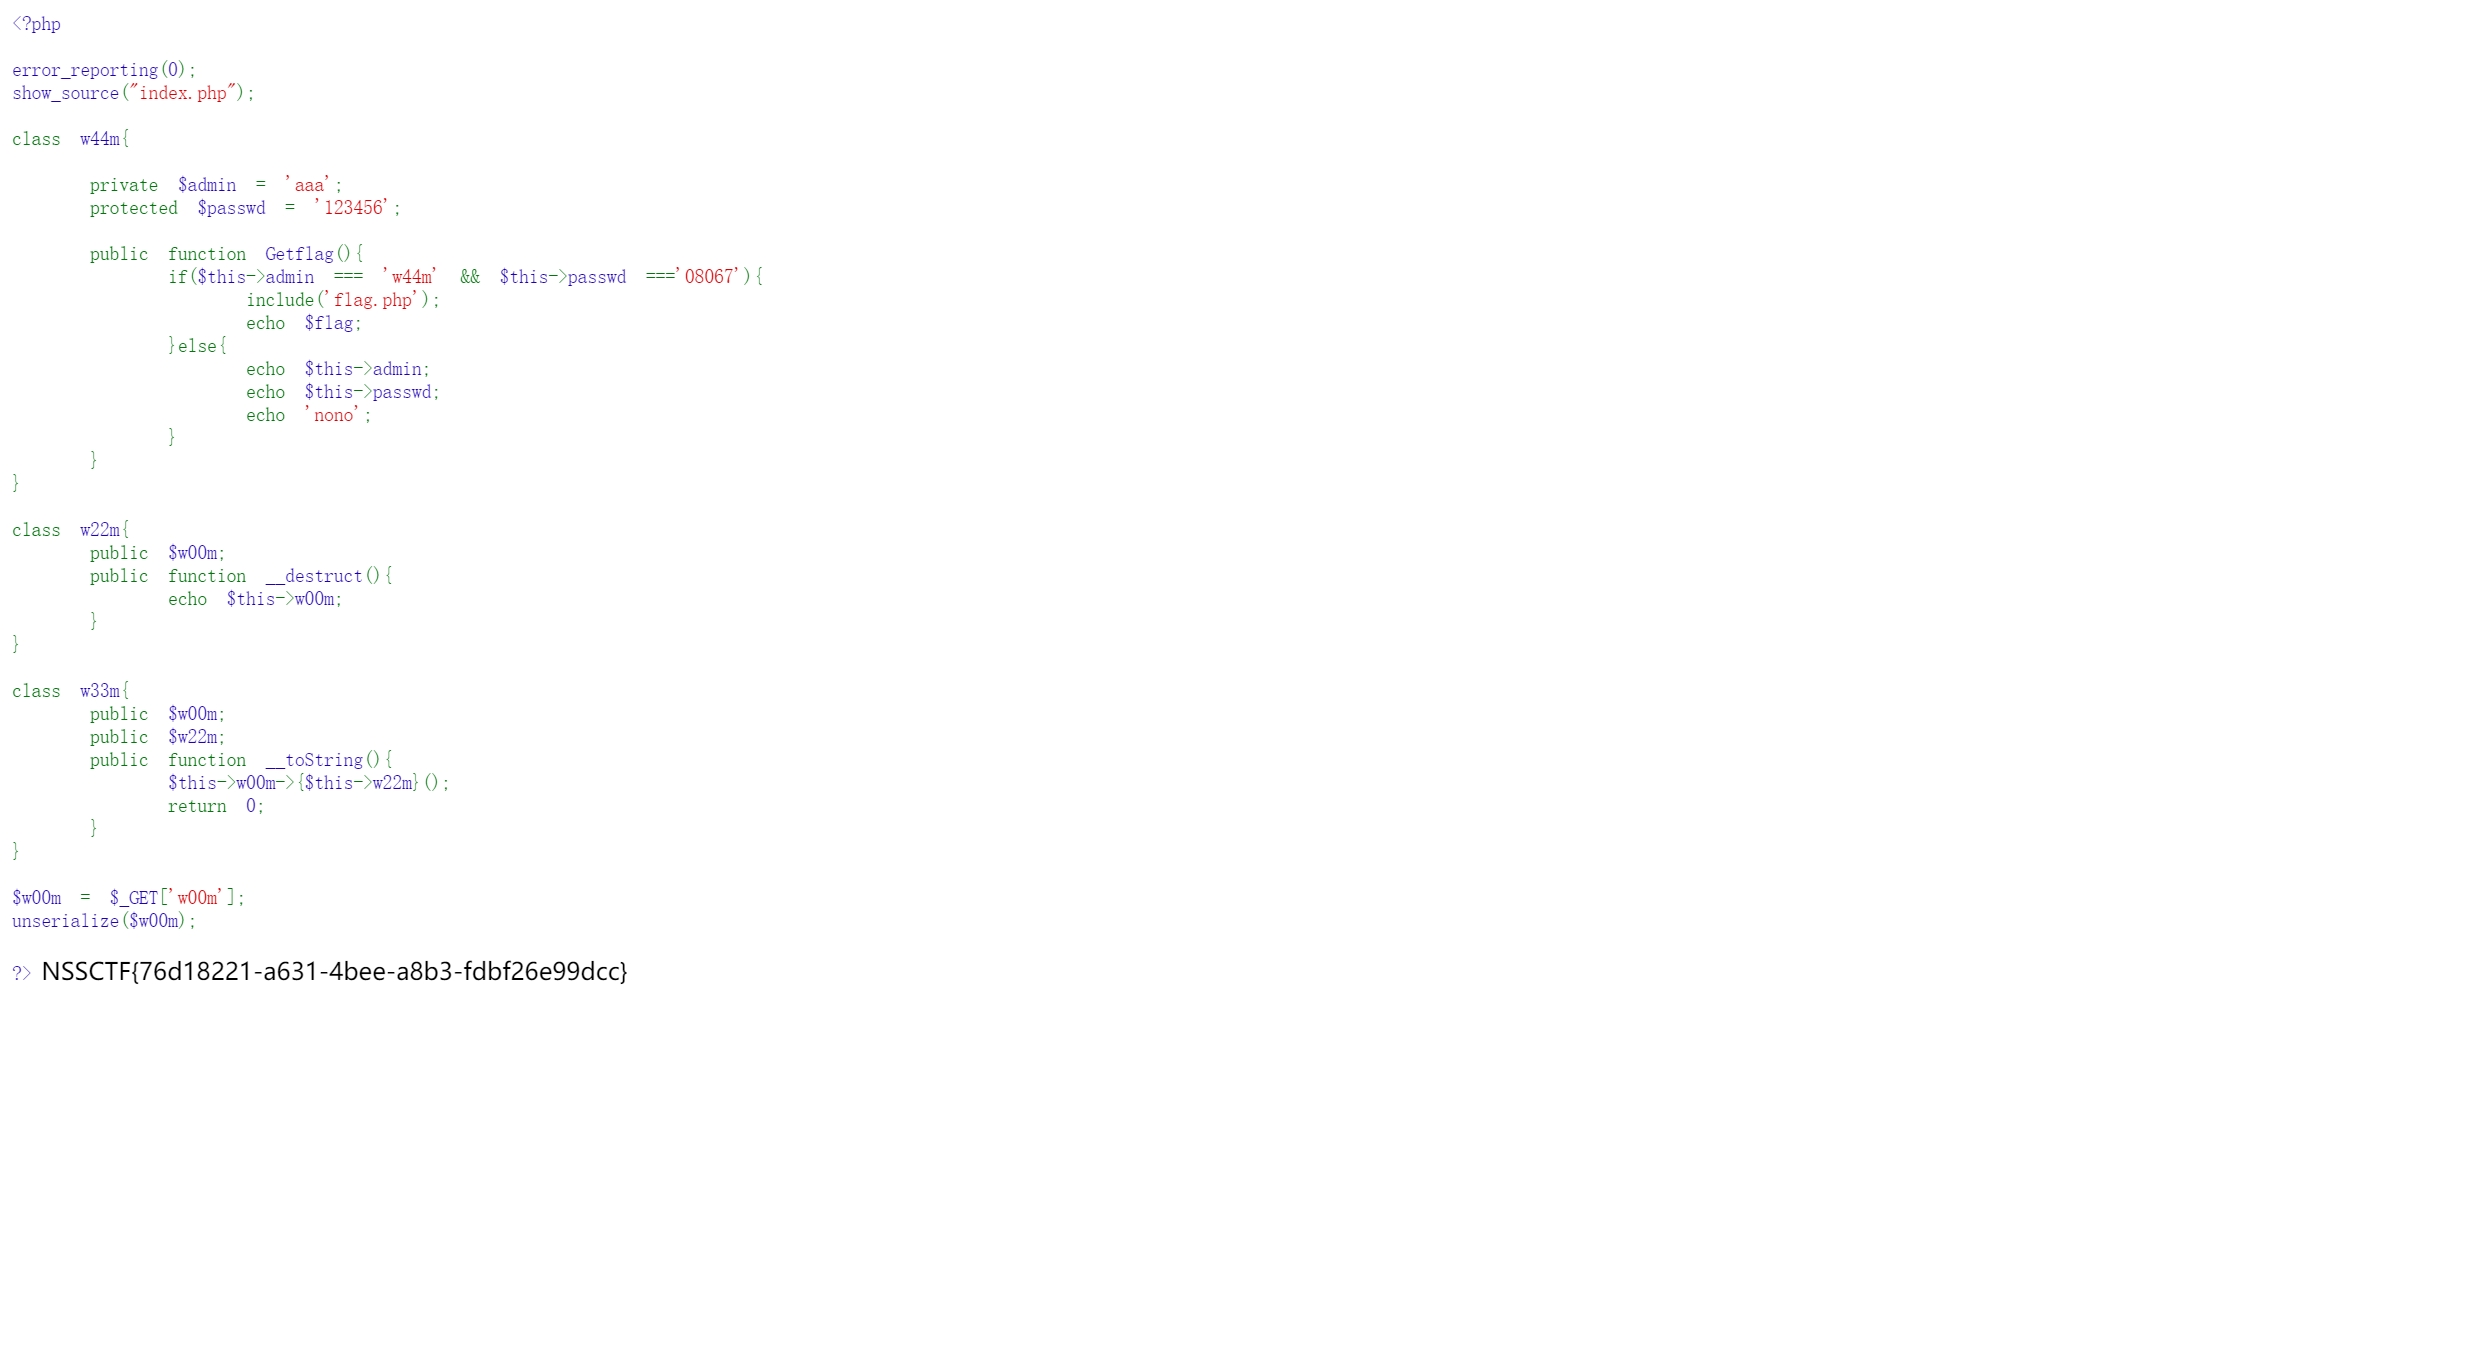 <?php
error_reporting(0);
show_source("index.php");
class w44m{
private $admin = 'aaa';
protected $passwd = '123456';
public function Getflag(){
if($this->admin === 'w44m' && $this->passwd ==='08067'){
include('flag.php');
echo $flag;
}else{
echo $this->admin;
echo $this->passwd;
echo 'nono';
}
}
}
class w22m{
public $w00m;
public function __destruct(){
echo $this->w00m;
}
}
class w33m{
public $w00m;
public $w22m;
public function __toString(){
$this->w00m->{$this->w22m}();
return 0;
}
}
$w00m = $_GET['w00m'];
unserialize($w00m);
?> NSSCTF{76d18221-a631-4bee-a8b3-fdbf26e99dcc}